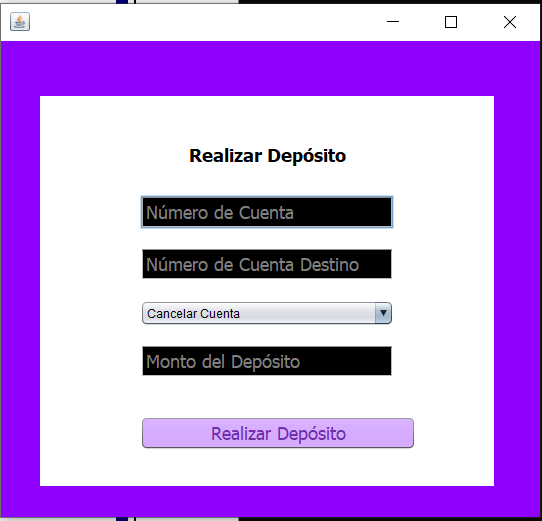 Realizar Depósito
Número de Cuenta
Número de Cuenta Destino
Cancelar Cuenta
Monto del Depósito
Realizar Depósito